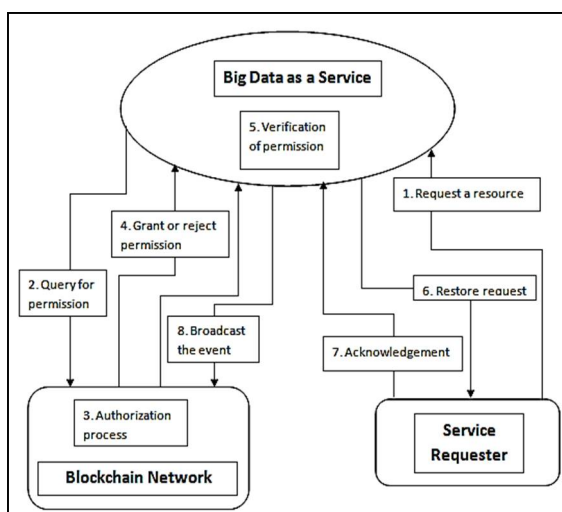 Big Data as a Service
5. Verification
of permission
1. Request a resource
4. Grant or reject
permission
2. Query for
permission
6. Restore request
8. Broadcast
the event
7. Acknowledgement
3. Authorization
process
Blockchain Network
Service
Requester